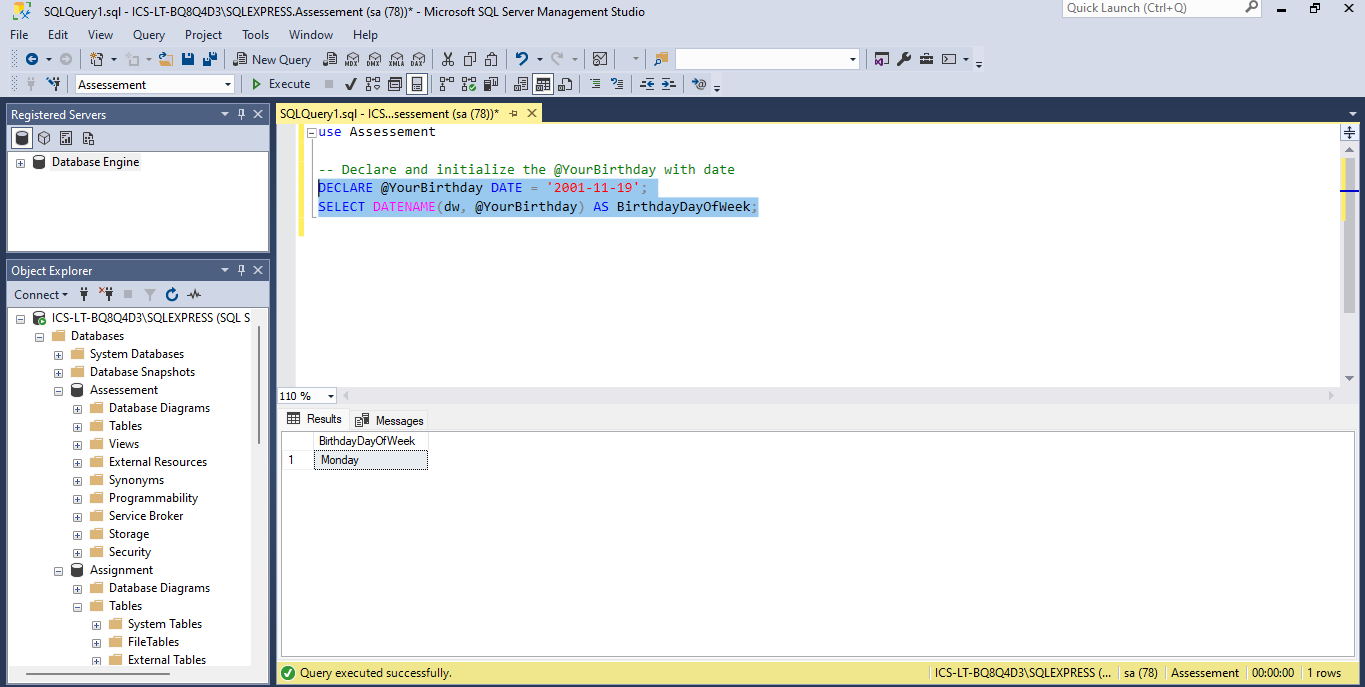 SQLQuery1.sql - ICS-LT-BQ8Q4D3\SQLEXPRESS.Assessement (sa (78))* - Microsoft SQL Server Management Studio
Quick Launch (Ctrl+Q)
File Edit View Query Project Tools Window Help
New Query
MDX DMX XMLA DAX
Assessement
Execute
Registered Servers
Database Engine
Object Explorer
Connect
ICS-LT-BQ8Q4D3\SQLEXPRESS (SQL S
Databases
System Databases
Database Snapshots
Assessement
Database Diagrams
Tables
Views
External Resources
Synonyms
Programmability
Service Broker
Storage
Security
Assignment
Database Diagrams
Tables
System Tables
FileTables
External Tables
SQLQuery1.sql - ICS...sessement (sa (78))*
use Assessement
-- Declare and initialize the @YourBirthday with date
DECLARE @YourBirthday DATE = '2001-11-19';
SELECT DATENAME(dw, @YourBirthday) AS BirthdayDayOfWeek;
110 %
Results Messages
BirthdayDayOfWeek
1 Monday
Query executed successfully.
ICS-LT-BQ8Q4D3\SQLEXPRESS (... sa (78) Assessement 00:00:00 1 rows